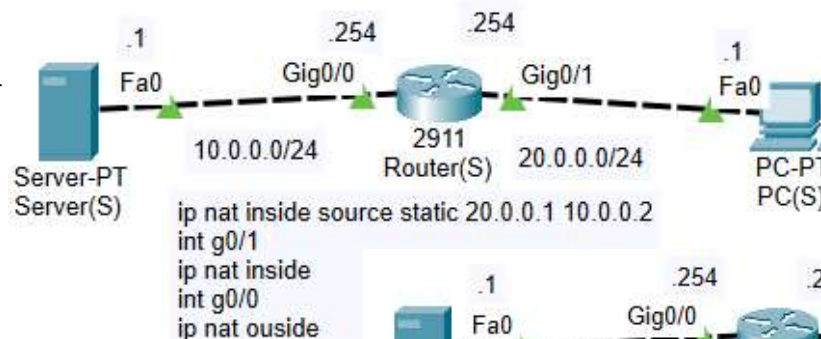 .1
.254
.254
.1
Fa0
Gig0/0
Gig0/1
Fa0
10.0.0.0/24
2911
Router(S)
20.0.0.0/24
Server-PT
Server(S)
PC-PT
PC(S)
ip nat inside source static 20.0.0.1 10.0.0.2
int g0/1
ip nat inside
int g0/0
ip nat ouside
.1
.254
.2
Fa0
Gig0/0